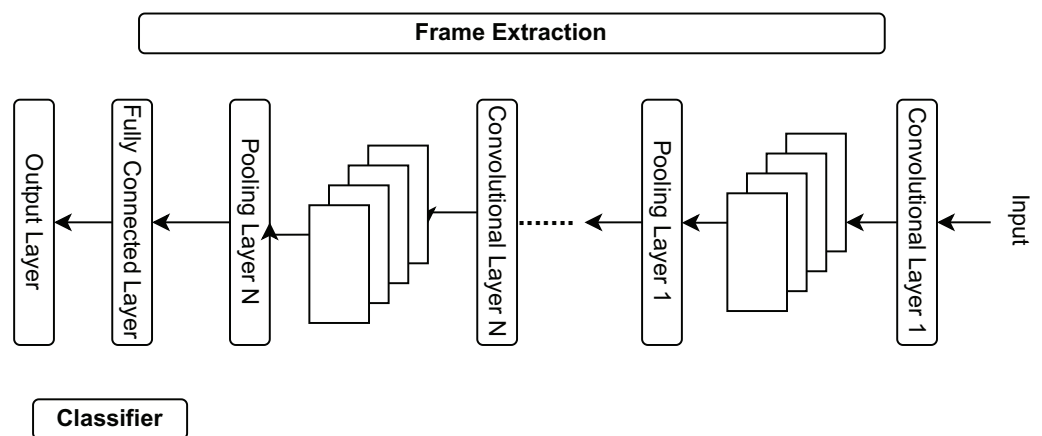 Frame Extraction
Output Layer
Fully Connected Layer
Pooling Layer N
Convolutional Layer N
Pooling Layer 1
Convolutional Layer 1
Input
Classifier